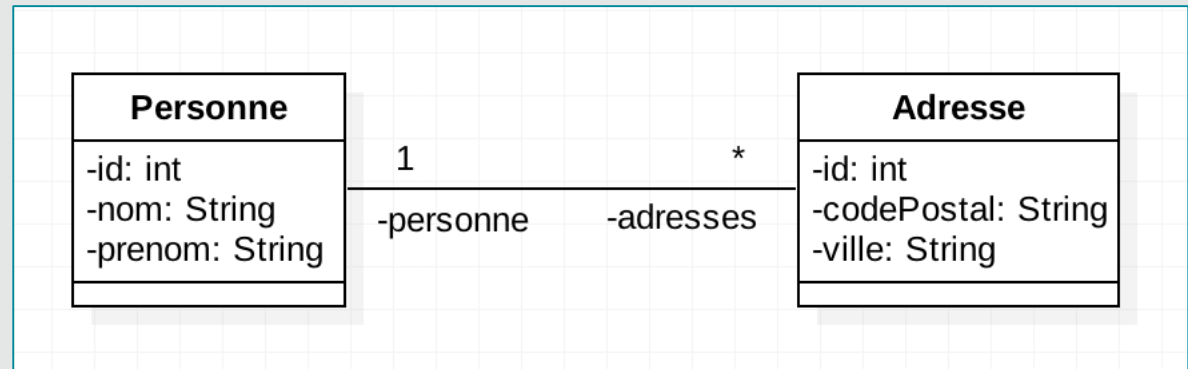 Personne
-id: int
-nom: String
-prenom: String
1
*
-personne
-adresses
Adresse
-id: int
-codePostal: String
-ville: String